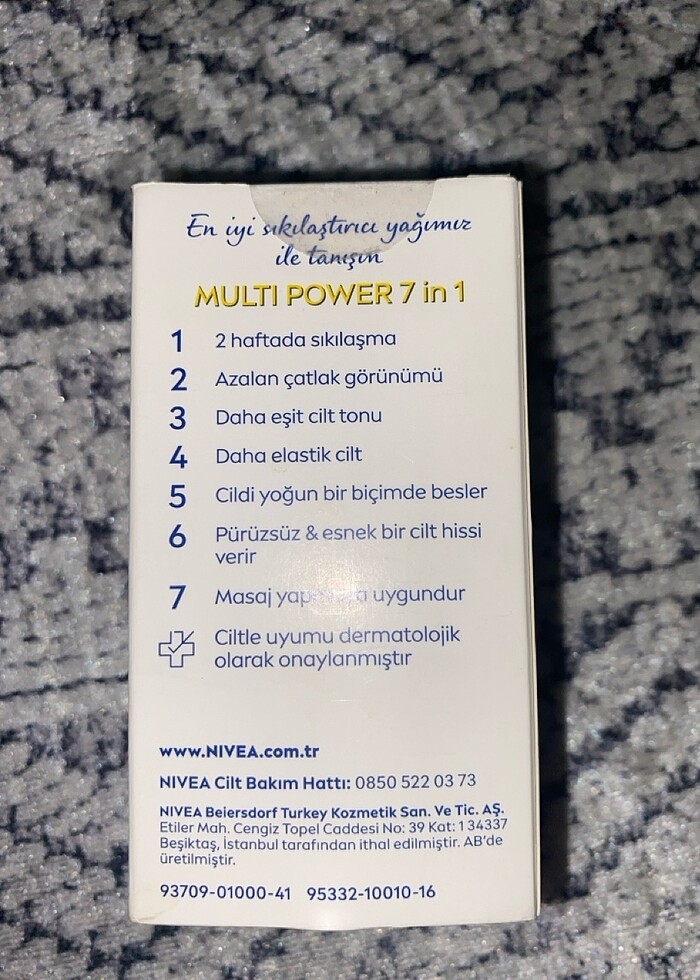 En iyi sıkılaştırıcı yağımız
ile tanışın
MULTI POWER 7 in 1
1 2 haftada sıkılaşma
2 Azalan çatlak görünümü
3 Daha eşit cilt tonu
4 Daha elastik cilt
5 Cildi yoğun bir biçimde besler
6 Pürüzsüz & esnek bir cilt hissi
verir
7 Masaj uygundur
Ciltle uyumu dermatolojik
olarak onaylanmıştır
www.NIVEA.com.tr
NIVEA Cilt Bakım Hattı: 0850 522 03 73
NIVEA Beiersdorf Turkey Kozmetik San. Ve Tic. AŞ.
Etiler Mah. Cengiz Topel Caddesi No: 39 Kat: 1 34337
Beşiktaş, İstanbul tarafından ithal edilmiştir. AB'de
üretilmiştir.
93709-01000-41 95332-10010-16